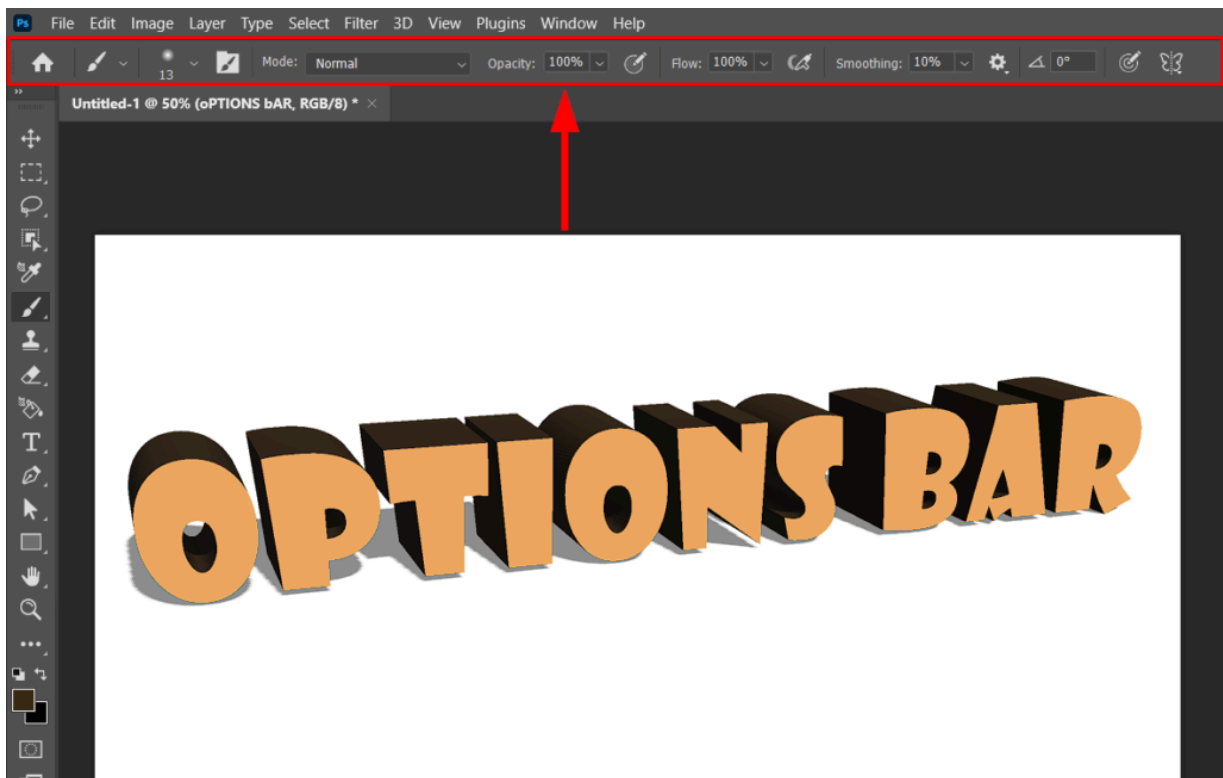 Ps File Edit Image Layer Type Select Filter 3D View Plugins Window Help
13 Mode: Normal Opacity: 100% Flow: 100% Smoothing: 10% 0°
Untitled-1 @ 50% (oPTIONS bAR, RGB/8) * ×
T
OPTIONS BAR